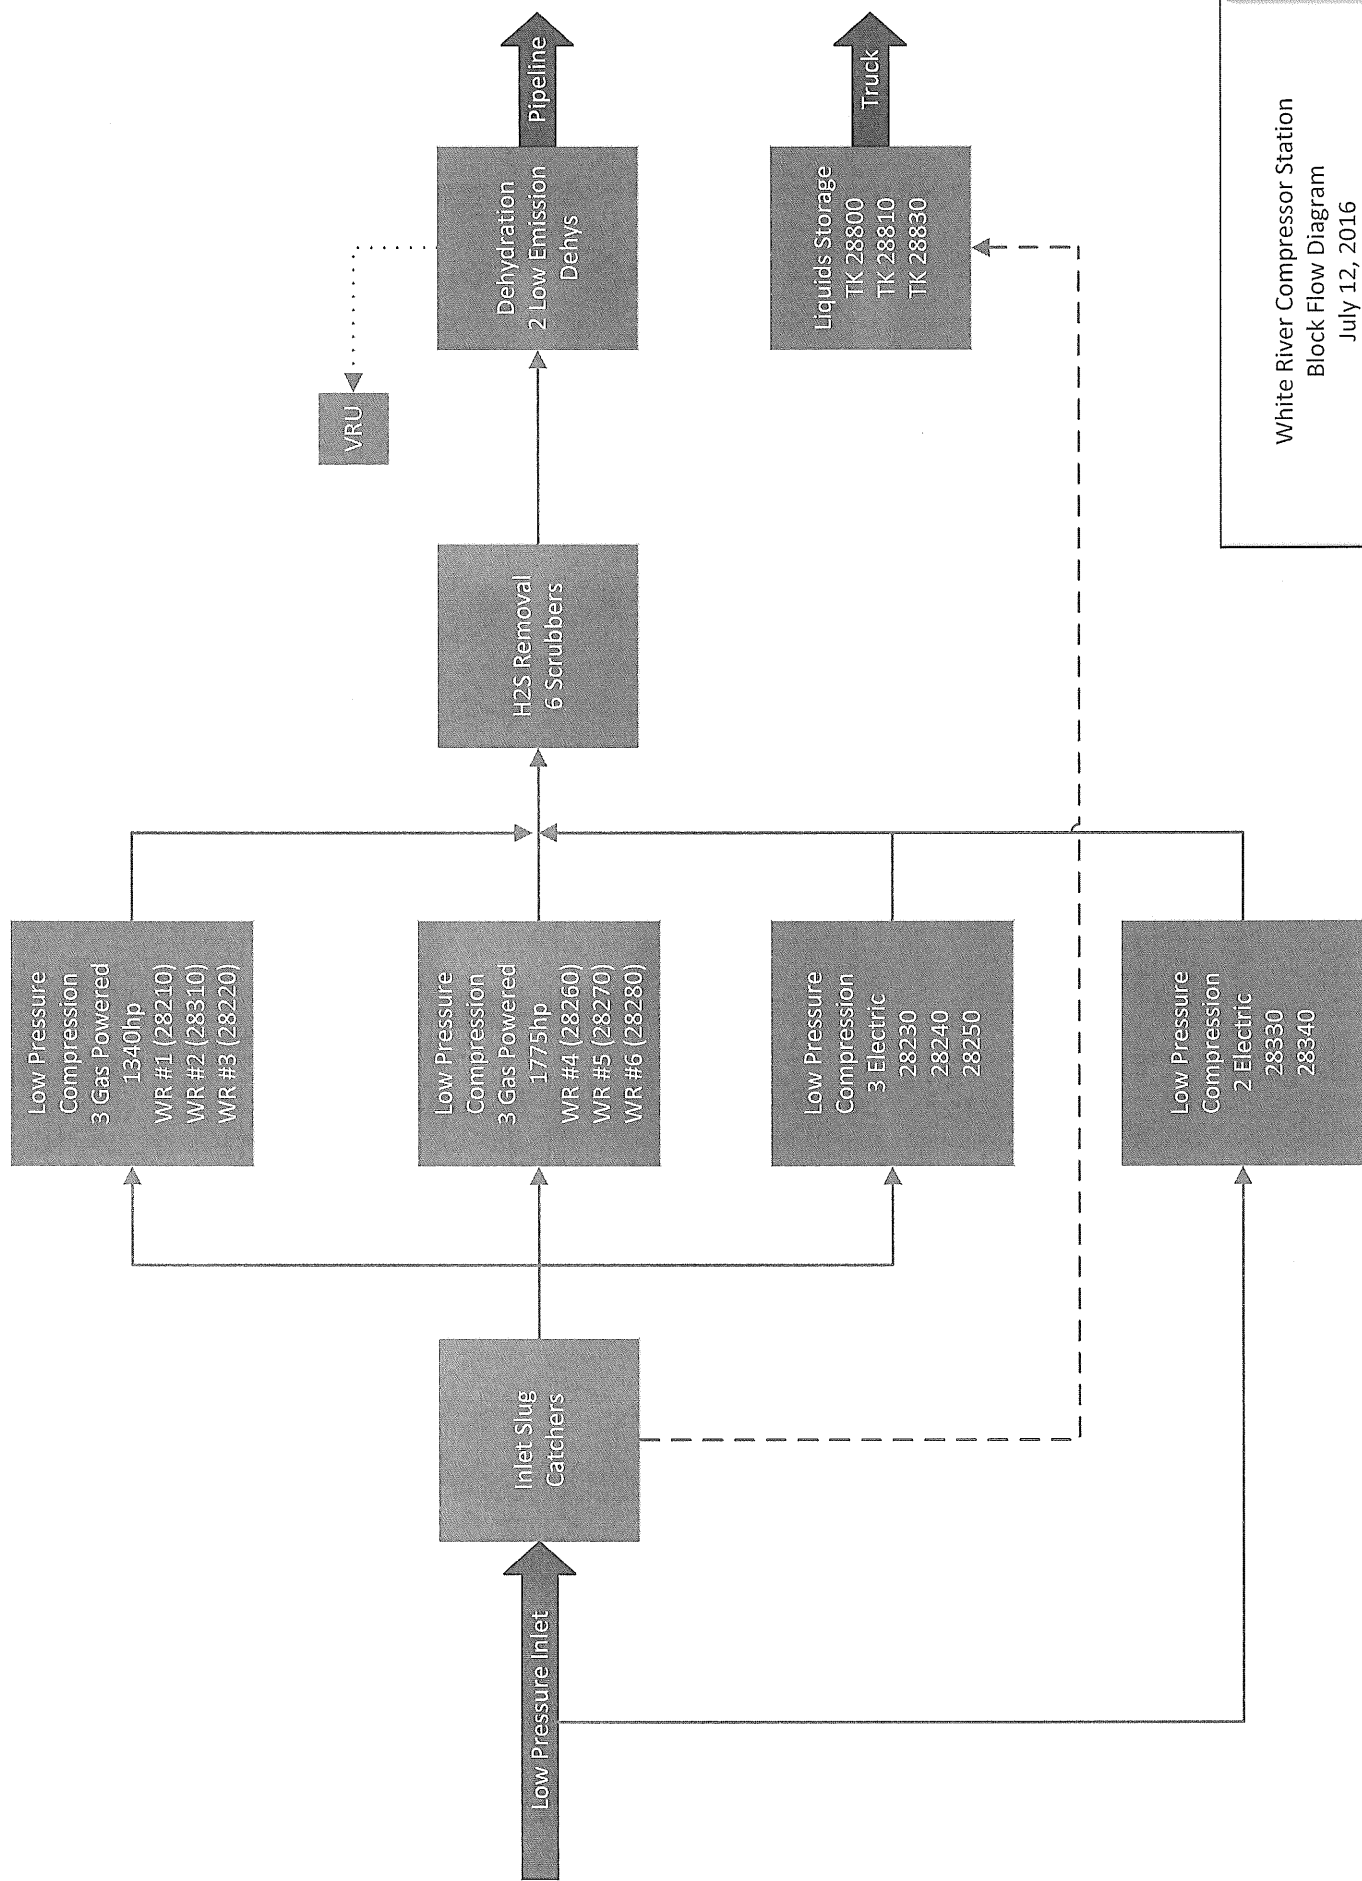 Low Pressure Inlet
Inlet Slug
Catchers
Low Pressure
Compression
3 Gas Powered
1340hp
WR #1 (28210)
WR #2 (28310)
WR #3 (28220)
Low Pressure
Compression
3 Gas Powered
1775hp
WR #4 (28260)
WR #5 (28270)
WR #6 (28280)
Low Pressure
Compression
3 Electric
28230
28240
28250
Low Pressure
Compression
2 Electric
28330
28340
H2S Removal
6 Scrubbers
VRU
Dehydration
2 Low Emission
Dehys
Pipeline
Liquids Storage
TK 28800
TK 28810
TK 28830
Truck
White River Compressor Station
Block Flow Diagram
July 12, 2016